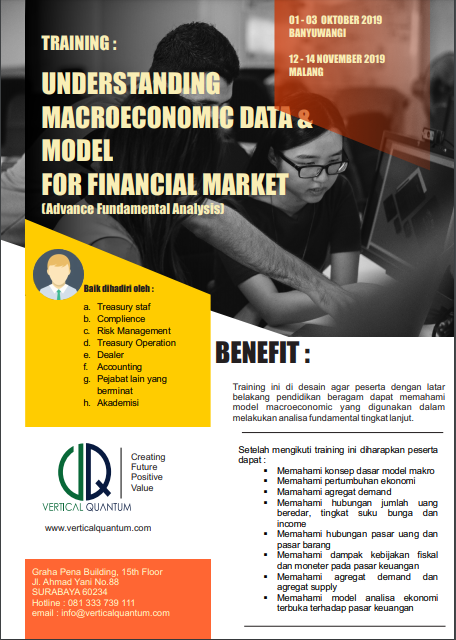 01 - 03 OKTOBER 2019
BANYUWANGI
12 - 14 NOVEMBER 2019
MALANG
TRAINING :
UNDERSTANDING
MACROECONOMIC DATA &
MODEL
FOR FINANCIAL MARKET
(Advance Fundamental Analysis)
Baik dihadiri oleh :
a. Treasury staf
b. Complience
c. Risk Management
d. Treasury Operation
e. Dealer
f. Accounting
g. Pejabat lain yang
berminat
h. Akademisi
BENEFIT :
Training ini di desain agar peserta dengan latar
belakang pendidikan beragam dapat memahami
model macroeconomic yang digunakan dalam
melakukan analisa fundamental tingkat lanjut.
Setelah mengikuti training ini diharapkan peserta
dapat :
▪ Memahami konsep dasar model makro
▪ Memahami pertumbuhan ekonomi
▪ Mamahami agregat demand
▪ Memahami hubungan jumlah uang
beredar, tingkat suku bunga dan
income
▪ Memahami hubungan pasar uang dan
pasar barang
▪ Memahami dampak kebijakan fiskal
dan moneter pada pasar keuangan
▪ Memahami agregat demand dan
agregat supply
▪ Memahami model analisa ekonomi
terbuka terhadap pasar keuangan
VERTICAL QUANTUM
Creating
Future
Positive
Value
www.verticalquantum.com
Graha Pena Building, 15th Floor
Jl. Ahmad Yani No.88
SURABAYA 60234
Hotline : 081 333 739 111
email : info@verticalquantum.com